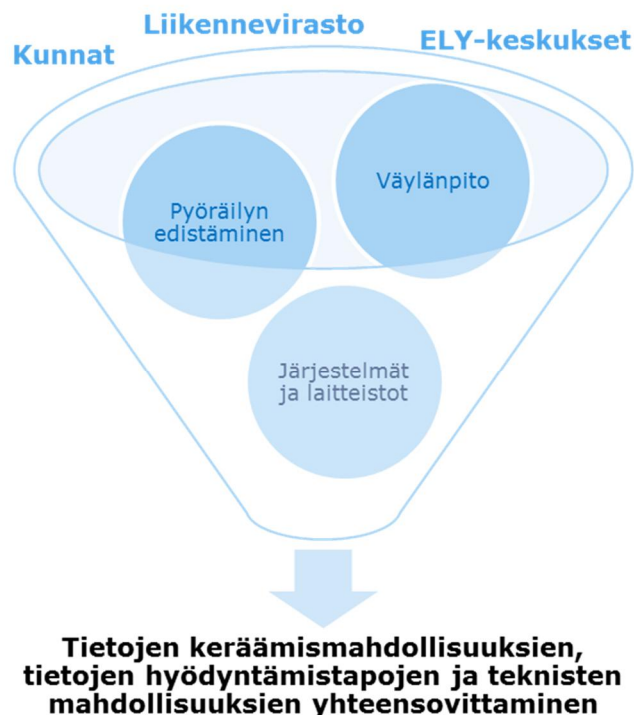 Liikennevirasto
Kunnat
ELY-keskukset
Pyöräilyn
edistäminen
Väylänpito
Järjestelmät
ja laitteistot
Tietojen keräämismahdollisuuksien,
tietojen hyödyntämistapojen ja teknisten
mahdollisuuksien yhteensovittaminen